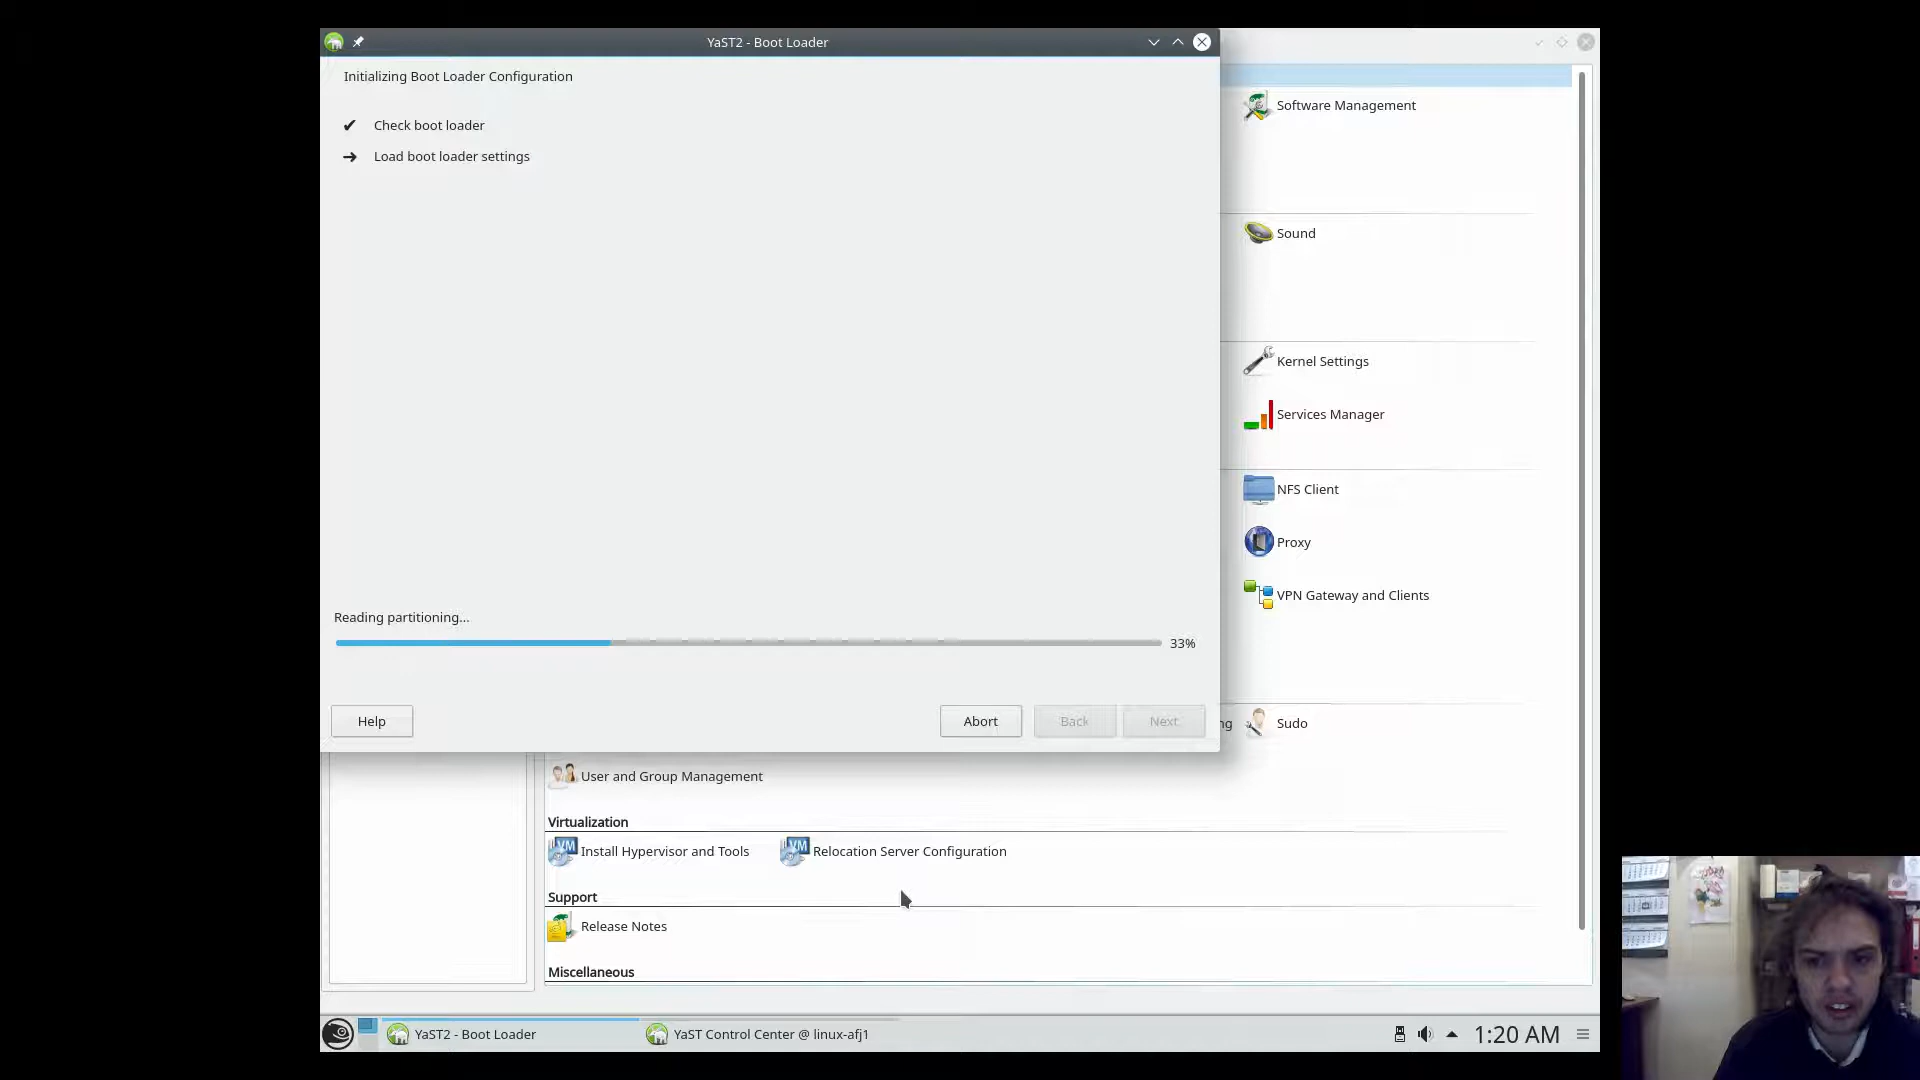 YaST2 - Boot Loader
Initializing Boot Loader Configuration
✔ Check boot loader
➔ Load boot loader settings
Reading partitioning...
33%
Help
Abort
Back
Next
Software Management
Sound
Kernel Settings
Services Manager
NFS Client
Proxy
VPN Gateway and Clients
ng
Sudo
User and Group Management
Virtualization
Install Hypervisor and Tools
Relocation Server Configuration
Support
Release Notes
Miscellaneous
YaST2 - Boot Loader
YaST Control Center @ linux-afj1
1:20 AM